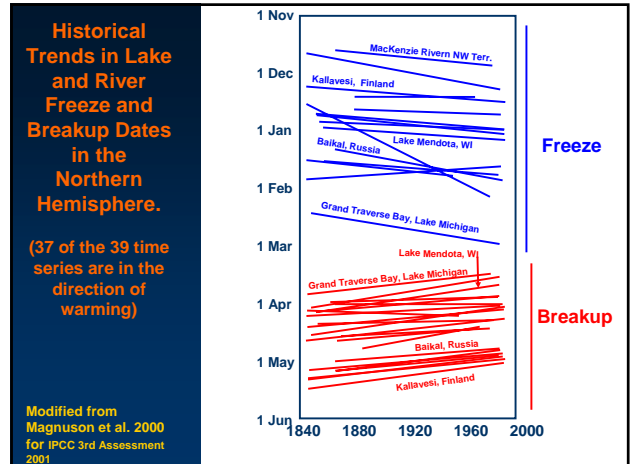 Historical
Trends in Lake
and River
Freeze and
Breakup Dates
in the
Northern
Hemisphere.
(37 of the 39 time
series are in the
direction of
warming)
Modified from
Magnuson et al. 2000
for IPCC 3rd Assessment
2001
1 Nov
1 Dec
1 Jan
1 Feb
1 Mar
1 Apr
1 May
1 Jun
MacKenzie Rivern NW Terr.
Kallavesi, Finland
Lake Mendota, WI
Baikal, Russia
Grand Traverse Bay, Lake Michigan
Lake Mendota, W
Grand Traverse Bay, Lake Michigan
Baikal, Russia
Kallavesi, Finland
1840
1880
1920
1960
2000
Freeze
Breakup